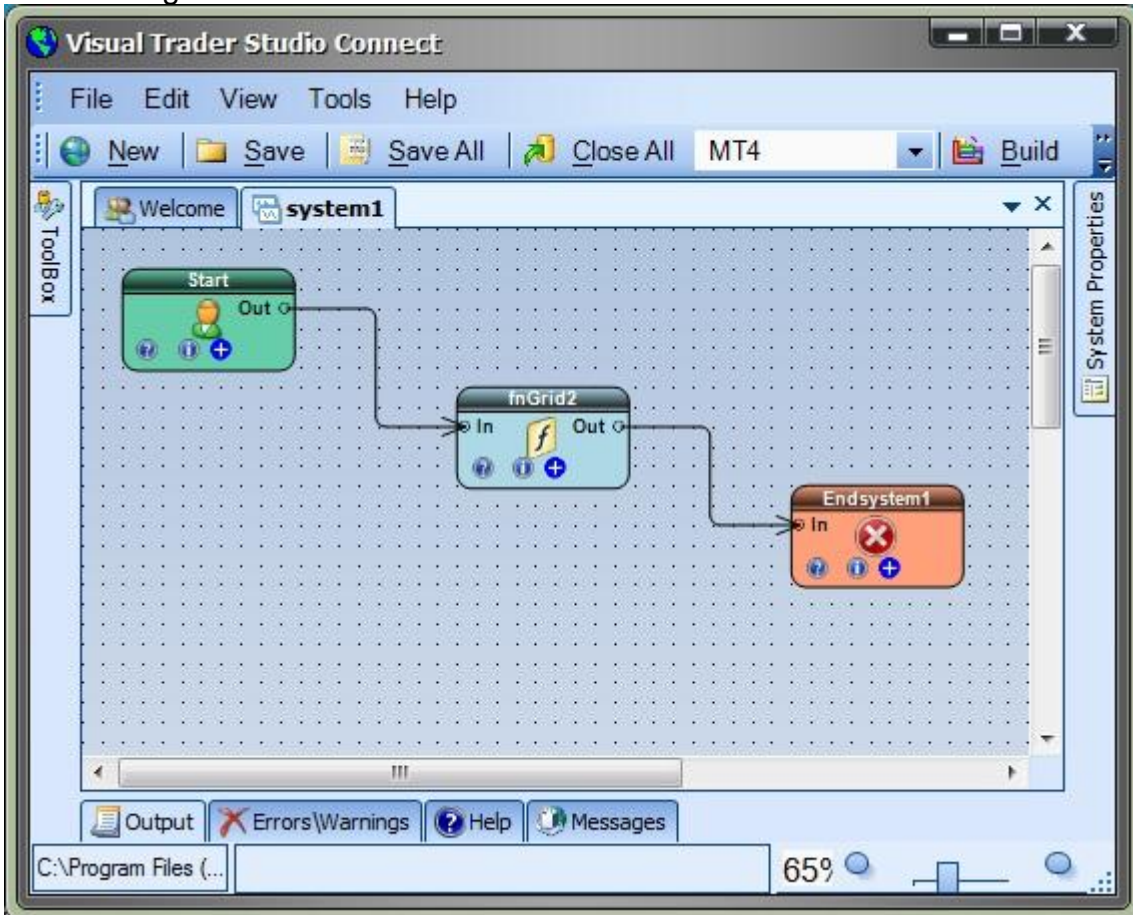 Visual Trader Studio Connect
File Edit View Tools Help
New Save Save All Close All MT4 Build
ToolBox
Welcome system1
System Properties
Start
Out
fnGrid2
In Out
Endsystem1
In
Output Errors\Warnings Help Messages
C:\Program Files (... 65%